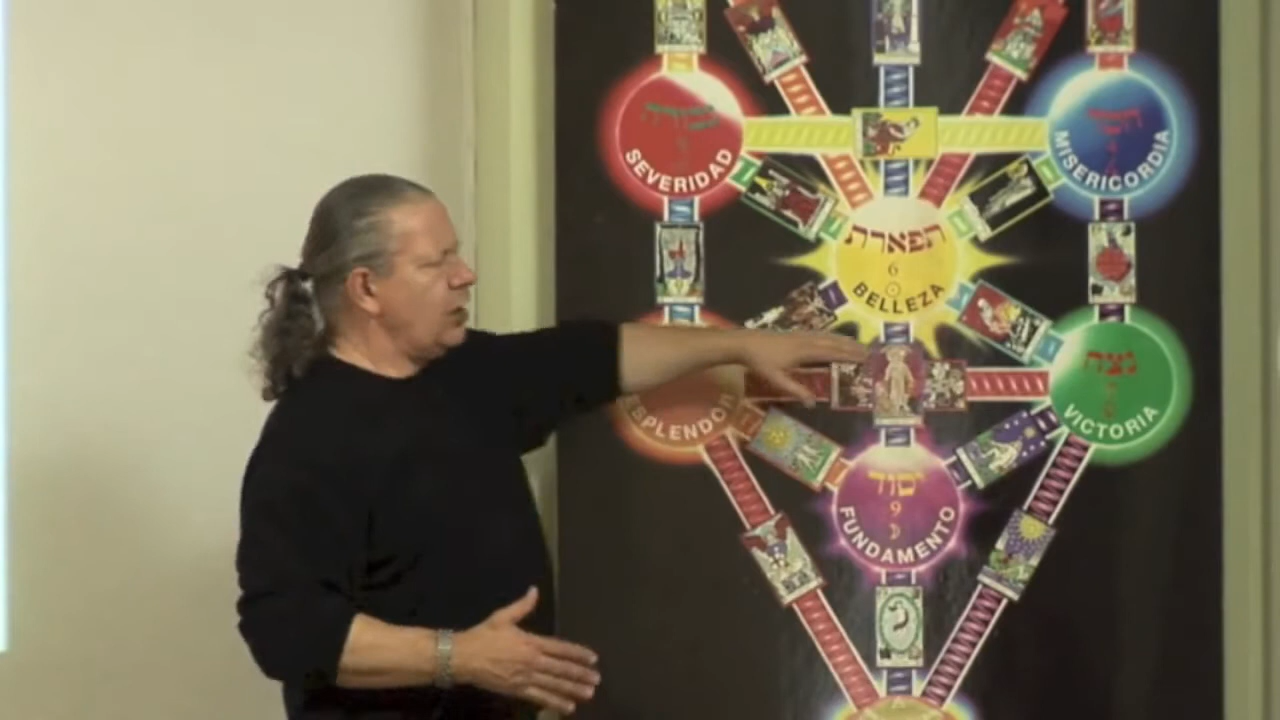 SEVERIDAD
MISERICORDIA
תפארת
6
BELLEZA
ESPLENDOR
נצח
VICTORIA
יסוד
9
FUNDAMENTO